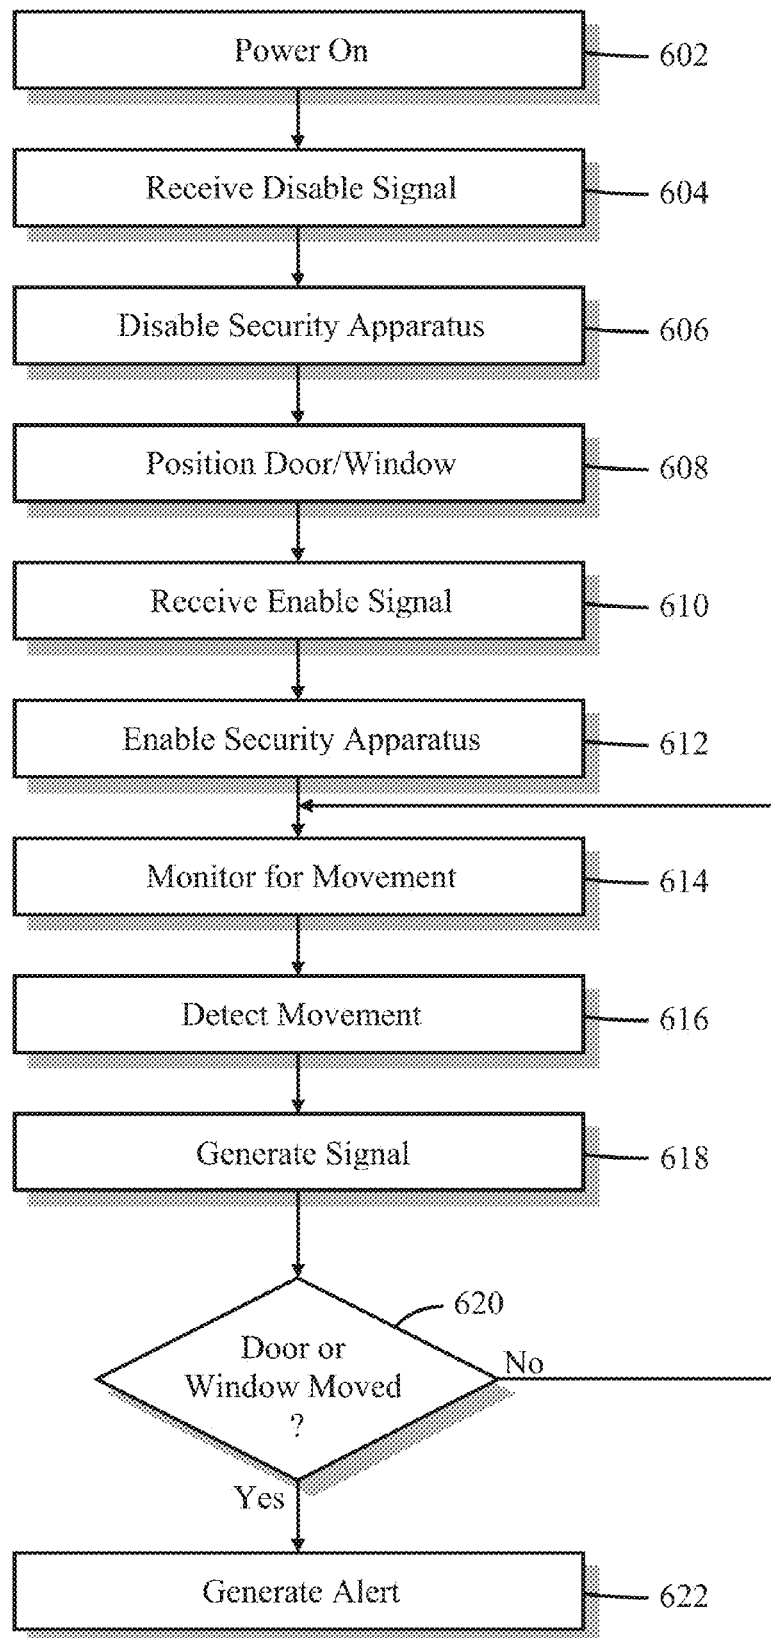 Power On
602
Receive Disable Signal
604
Disable Security Apparatus
606
Position Door/Window
608
Receive Enable Signal
610
Enable Security Apparatus
612
Monitor for Movement
614
Detect Movement
616
Generate Signal
618
620
Door or
Window Moved
?
No
Yes
Generate Alert
622